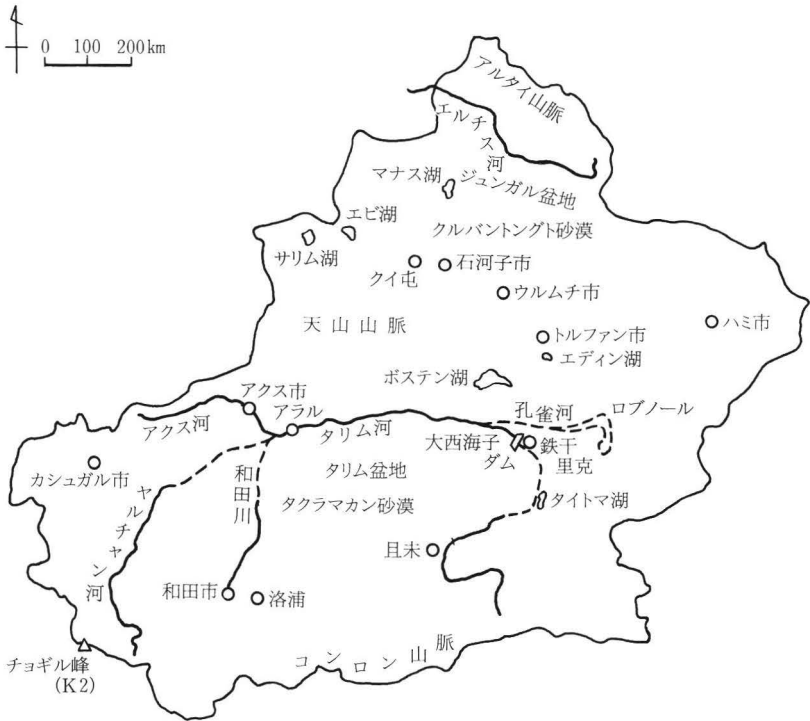 0 100 200km
アルタイ山脈
エルチス河
マナス湖
ジュンガル盆地
エビ湖
クルバントングト砂漠
サリム湖
クイ屯
石河子市
ウルムチ市
天山山脈
トルファン市
ハミ市
エディン湖
ボステン湖
アクス市
アクス河
アラル
タリム河
孔雀河
ロブノール
大西海子
ダム
鉄干
里克
カシュガル市
ヤルチャン河
和田川
タリム盆地
タクラマカン砂漠
タイトマ湖
且末
和田市
洛浦
コンロン山脈
チョギル峰
(K2)